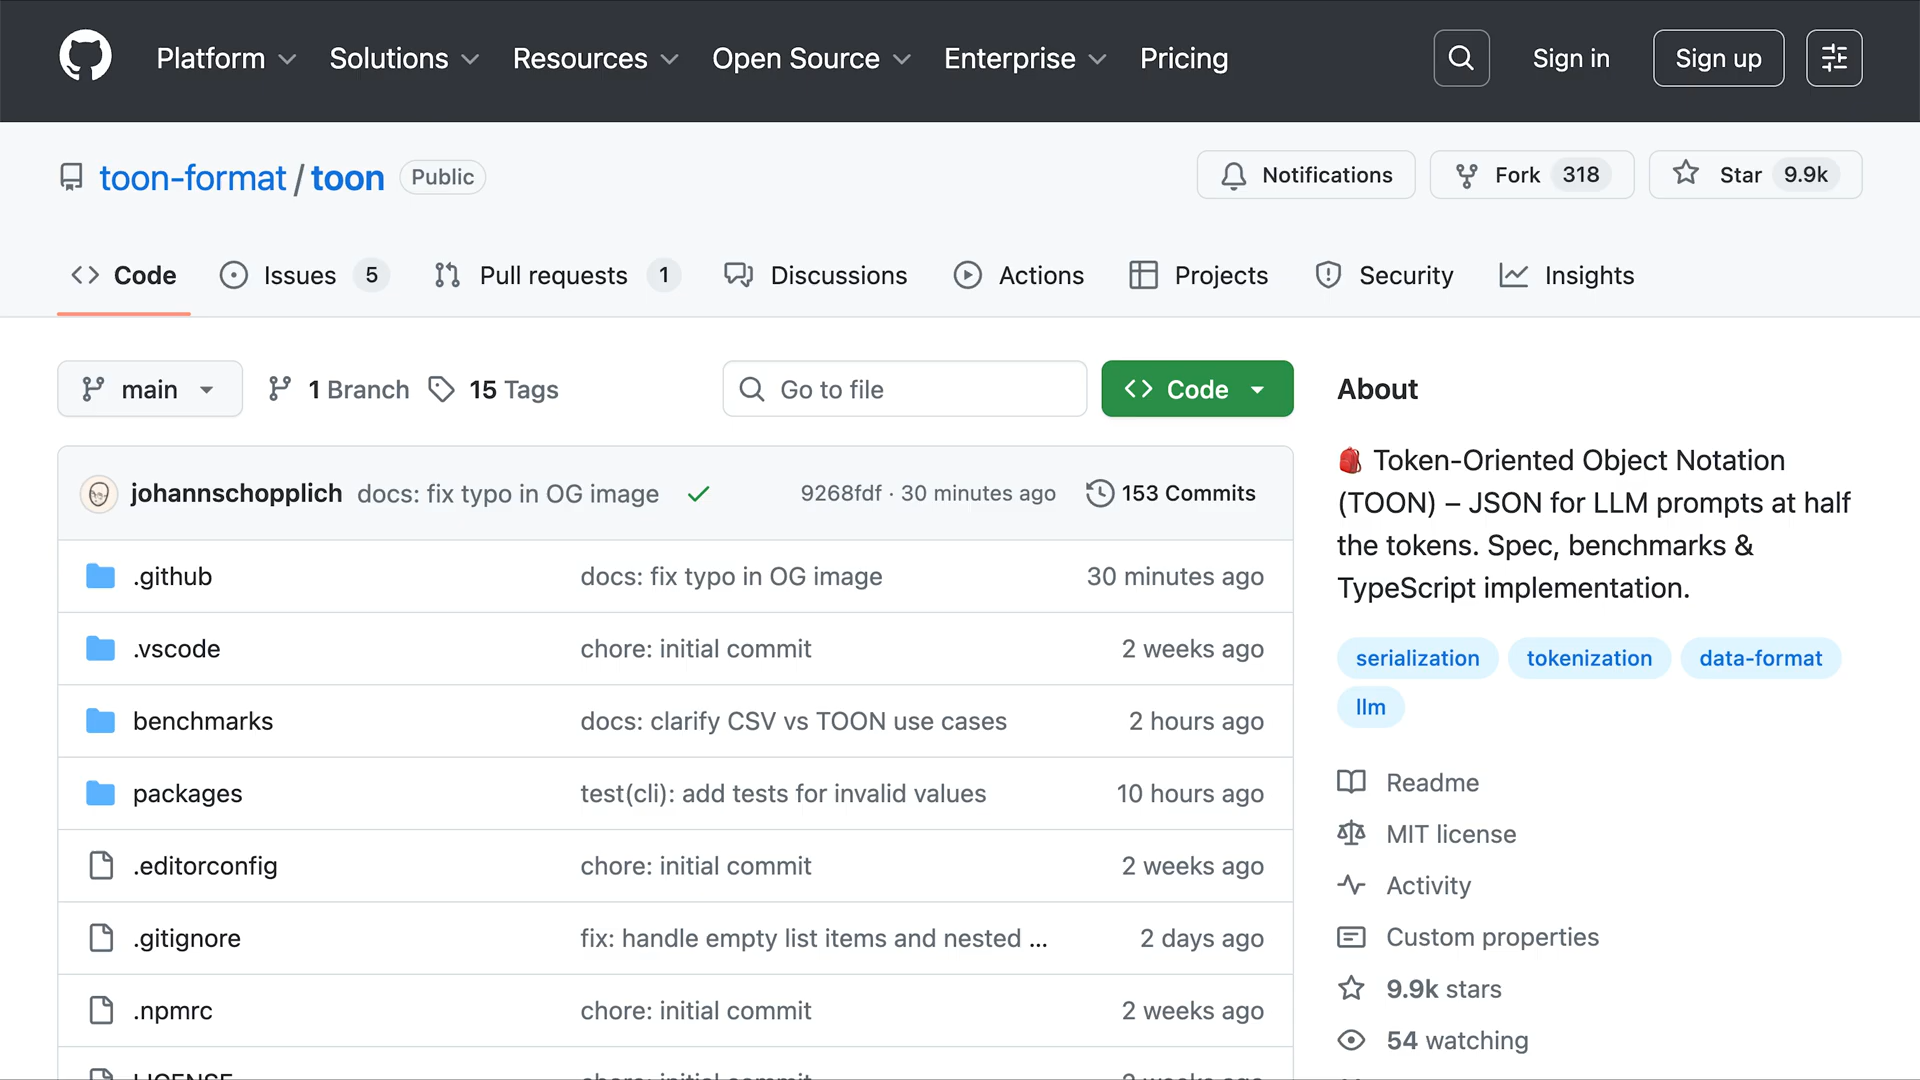 Platform Solutions Resources Open Source Enterprise Pricing Sign in Sign up
toon-format / toon Public Notifications Fork 318 Star 9.9k
Code Issues 5 Pull requests 1 Discussions Actions Projects Security Insights
main 1 Branch 15 Tags Go to file Code
johannschopplich docs: fix typo in OG image 9268fdf · 30 minutes ago 153 Commits
.github docs: fix typo in OG image 30 minutes ago
.vscode chore: initial commit 2 weeks ago
benchmarks docs: clarify CSV vs TOON use cases 2 hours ago
packages test(cli): add tests for invalid values 10 hours ago
.editorconfig chore: initial commit 2 weeks ago
.gitignore fix: handle empty list items and nested ... 2 days ago
.npmrc chore: initial commit 2 weeks ago
LICENSE chore: initial commit 2 weeks ago
About
Token-Oriented Object Notation
(TOON) – JSON for LLM prompts at half
the tokens. Spec, benchmarks &
TypeScript implementation.
serialization tokenization data-format
llm
Readme
MIT license
Activity
Custom properties
9.9k stars
54 watching